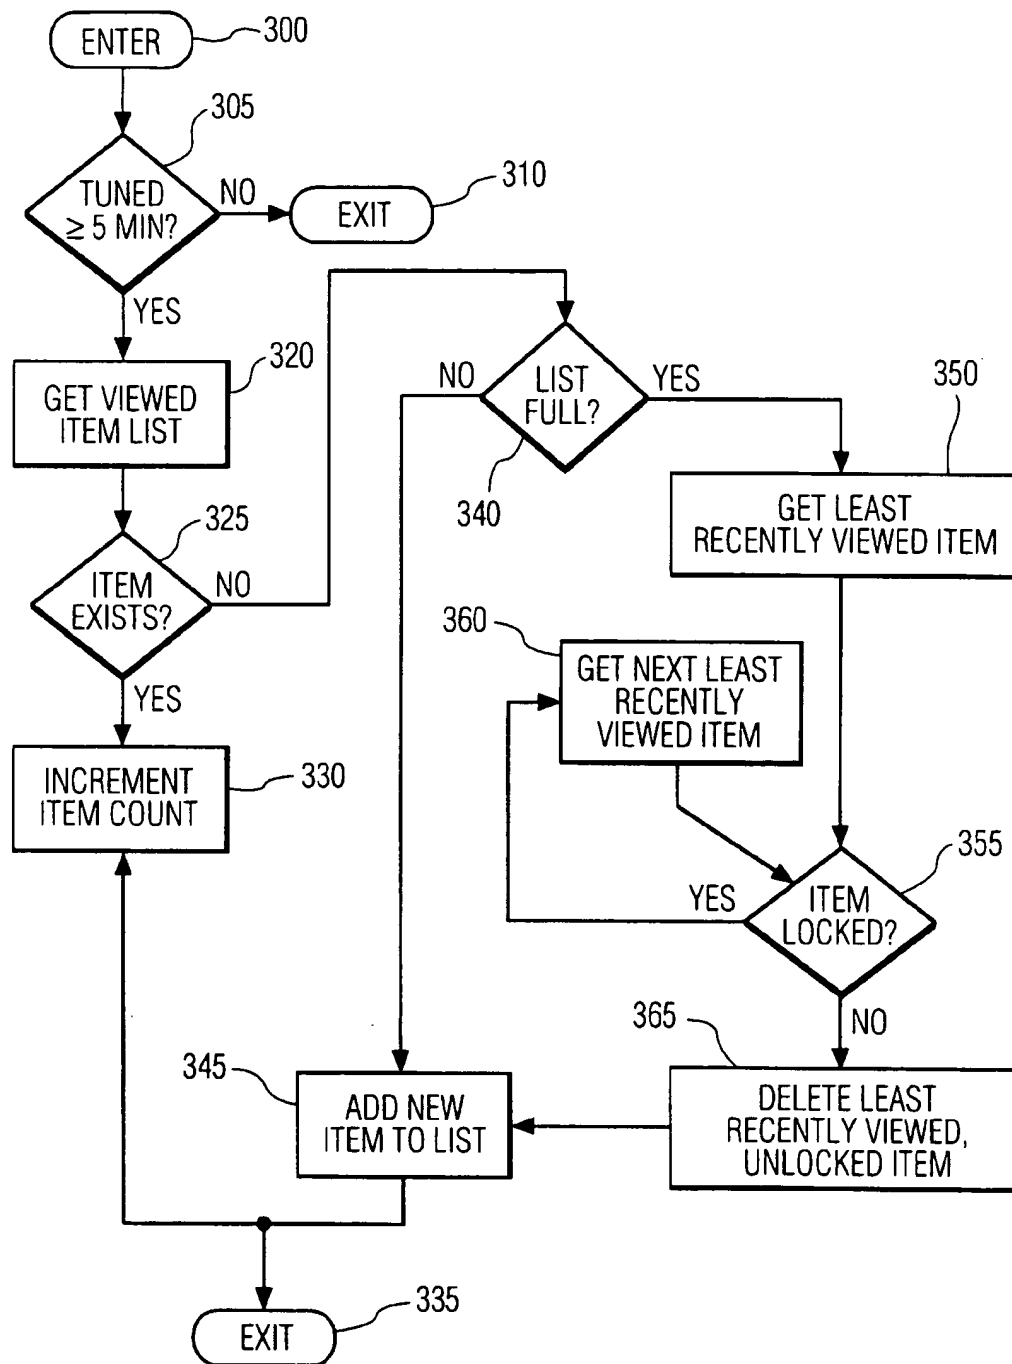 ENTER
300
305
TUNED
≥ 5 MIN?
NO
EXIT
310
YES
320
GET VIEWED
ITEM LIST
325
ITEM
EXISTS?
NO
YES
INCREMENT
ITEM COUNT
330
NO
LIST
FULL?
YES
340
350
GET LEAST
RECENTLY VIEWED ITEM
360
GET NEXT LEAST
RECENTLY
VIEWED ITEM
355
YES
ITEM
LOCKED?
NO
365
DELETE LEAST
RECENTLY VIEWED,
UNLOCKED ITEM
345
ADD NEW
ITEM TO LIST
EXIT
335